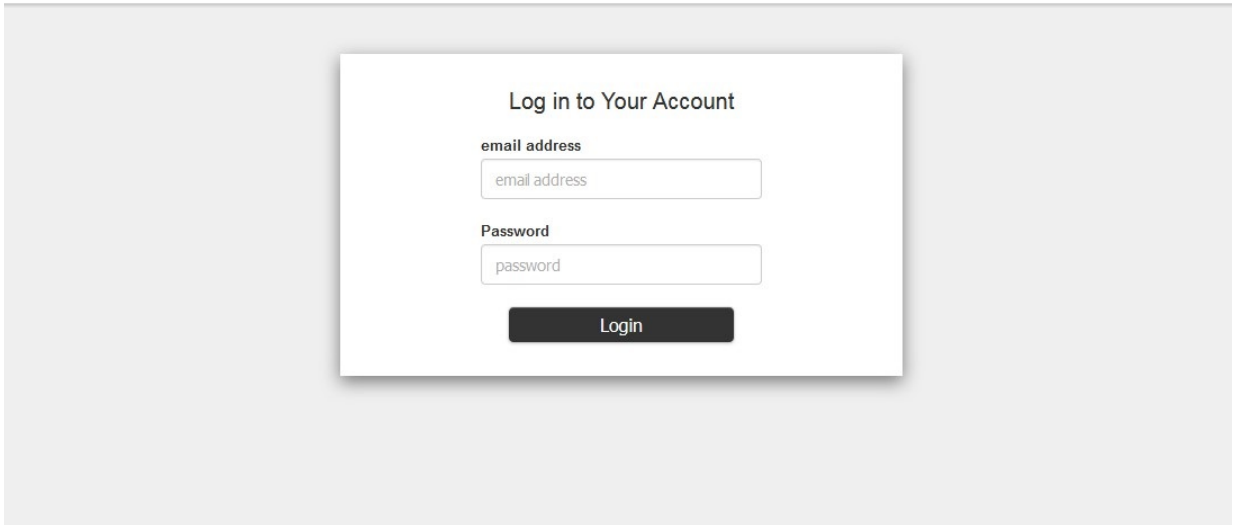 Log in to Your Account
email address
email address
Password
password
Login